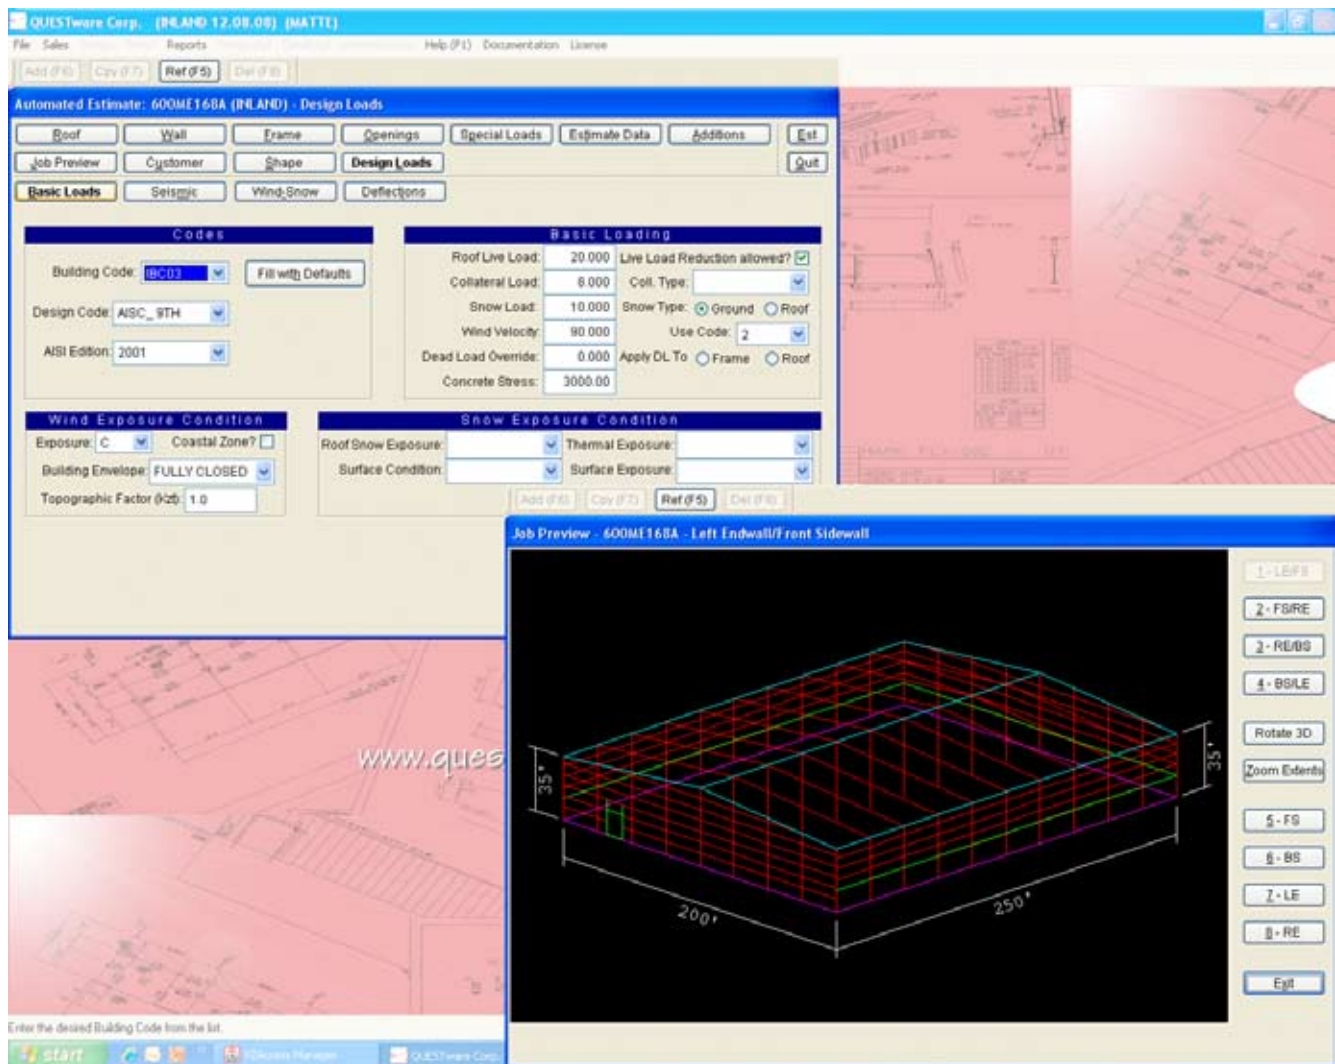 QUESTware Corp. (INLAND 12.08.08) (MATTE)
File Sales Reports Help (F1) Documentation License
Add (F6) Cpy (F7) Ref (F5) Del (F8)
Automated Estimate: 600ME168A (INLAND) - Design Loads
Roof Wall Frame Openings Special Loads Estimate Data Additions Est
Job Preview Customer Shape Design Loads Quit
Basic Loads Seismic Wind-Snow Deflections
Codes
Building Code: IBC03 Fill with Defaults
Design Code: AISC_9TH
AISI Edition: 2001
Basic Loading
Roof Live Load: 20.000 Live Load Reduction allowed?
Collateral Load: 8.000 Coll. Type:
Snow Load: 10.000 Snow Type: Ground Roof
Wind Velocity: 90.000 Use Code: 2
Dead Load Override: 0.000 Apply DL To Frame Roof
Concrete Stress: 3000.00
Wind Exposure Condition
Exposure: C Coastal Zone?
Building Envelope: FULLY CLOSED
Topographic Factor (Kzt): 1.0
Snow Exposure Condition
Roof Snow Exposure: Thermal Exposure:
Surface Condition: Surface Exposure:
Add (F6) Cpy (F7) Ref (F5) Del (F8)
Job Preview - 600ME168A - Left Endwall/Front Sidewall
1 - LE/FS
2 - FS/RE
3 - RE/BS
4 - BS/LE
Rotate 3D
Zoom Extents
5 - FS
6 - BS
7 - LE
8 - RE
Exit
35'
35'
200'
250'
www.ques
Enter the desired Building Code from the list.
start
QUESTware Corp.